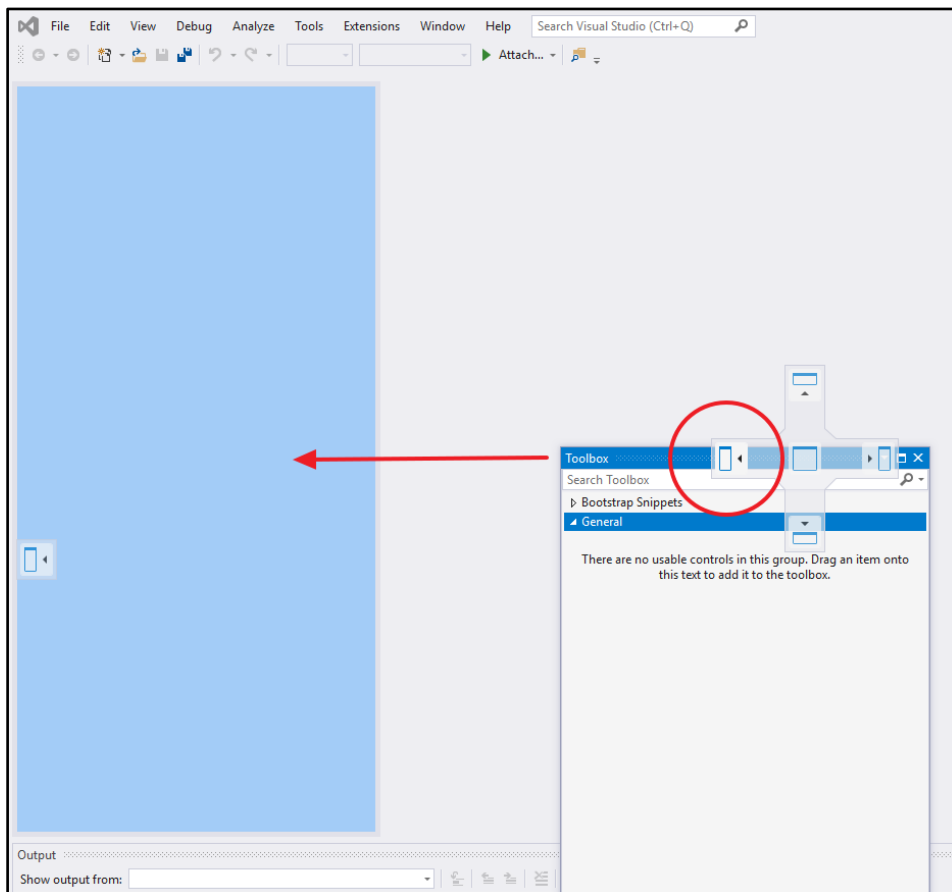 File Edit View Debug Analyze Tools Extensions Window Help Search Visual Studio (Ctrl+Q)
Attach...
Toolbox
Search Toolbox
Bootstrap Snippets
General
There are no usable controls in this group. Drag an item onto
this text to add it to the toolbox.
Output
Show output from: